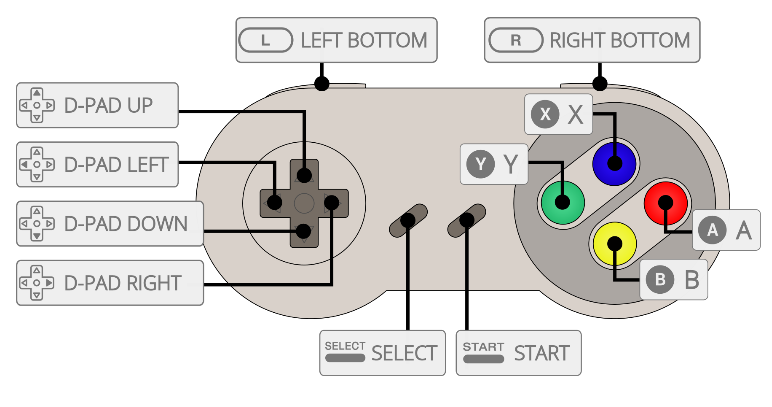 L LEFT BOTTOM
R RIGHT BOTTOM
D-PAD UP
X X
D-PAD LEFT
Y Y
D-PAD DOWN
A A
D-PAD RIGHT
B B
SELECT SELECT
START START